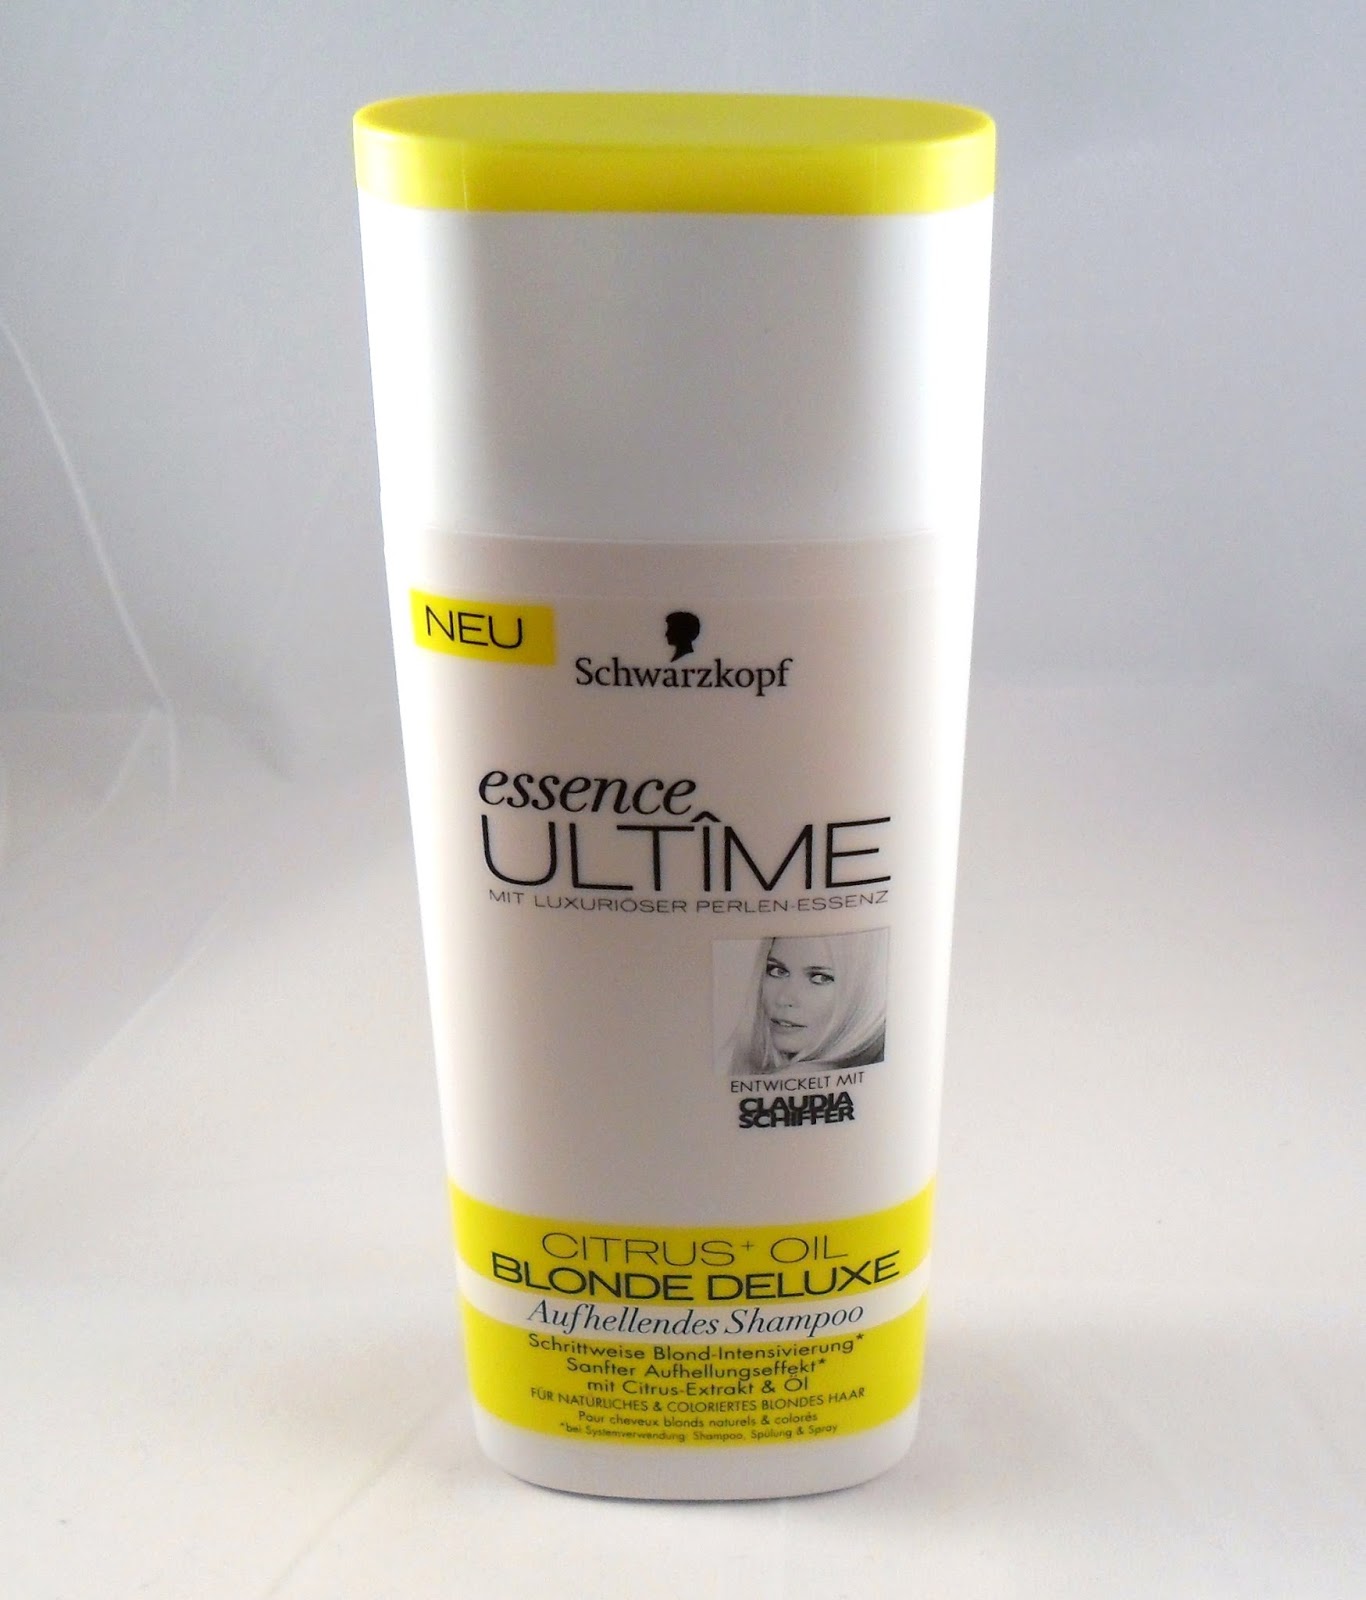 NEU
Schwarzkopf
essence
ULTÎME
MIT LUXURIÖSER PERLEN-ESSENZ
ENTWICKELT MIT
CLAUDIA
SCHIFFER
CITRUS+ OIL
BLONDE DELUXE
Aufhellendes Shampoo
Schrittweise Blond-Intensivierung*
Sanfter Aufhellungseffekt*
mit Citrus-Extrakt & Öl
FÜR NATÜRLICHES & COLORIERTES BLONDES HAAR
Pour cheveux blonds naturels & colorés
*bei Systemverwendung: Shampoo, Spülung & Spray